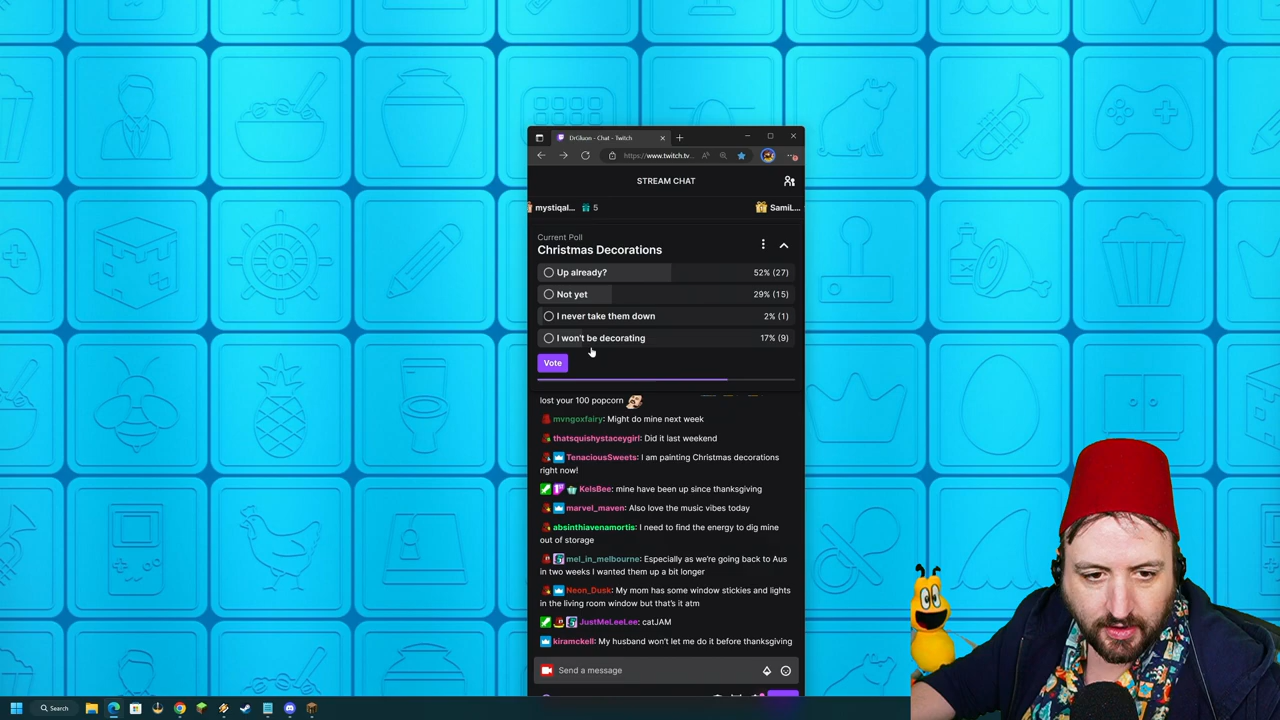 DrGluon - Chat - Twitch
https://www.twitch.tv...
STREAM CHAT
mystiqal... 5 SamiL...
Current Poll
Christmas Decorations
Up already? 52% (27)
Not yet 29% (15)
I never take them down 2% (1)
I won't be decorating 17% (9)
Vote
lost your 100 popcorn
mvngoxfairy: Might do mine next week
thatsquishystaceygirl: Did it last weekend
TenaciousSweets: I am painting Christmas decorations
right now!
KelsBee: mine have been up since thanksgiving
marvel_maven: Also love the music vibes today
absinthiavenamortis: I need to find the energy to dig mine
out of storage
mel_in_melbourne: Especially as we're going back to Aus
in two weeks I wanted them up a bit longer
Neon_Dusk: My mom has some window stickies and lights
in the living room window but that's it atm
JustMeLeeLee: catJAM
kiramckell: My husband won't let me do it before thanksgiving
Send a message
Search